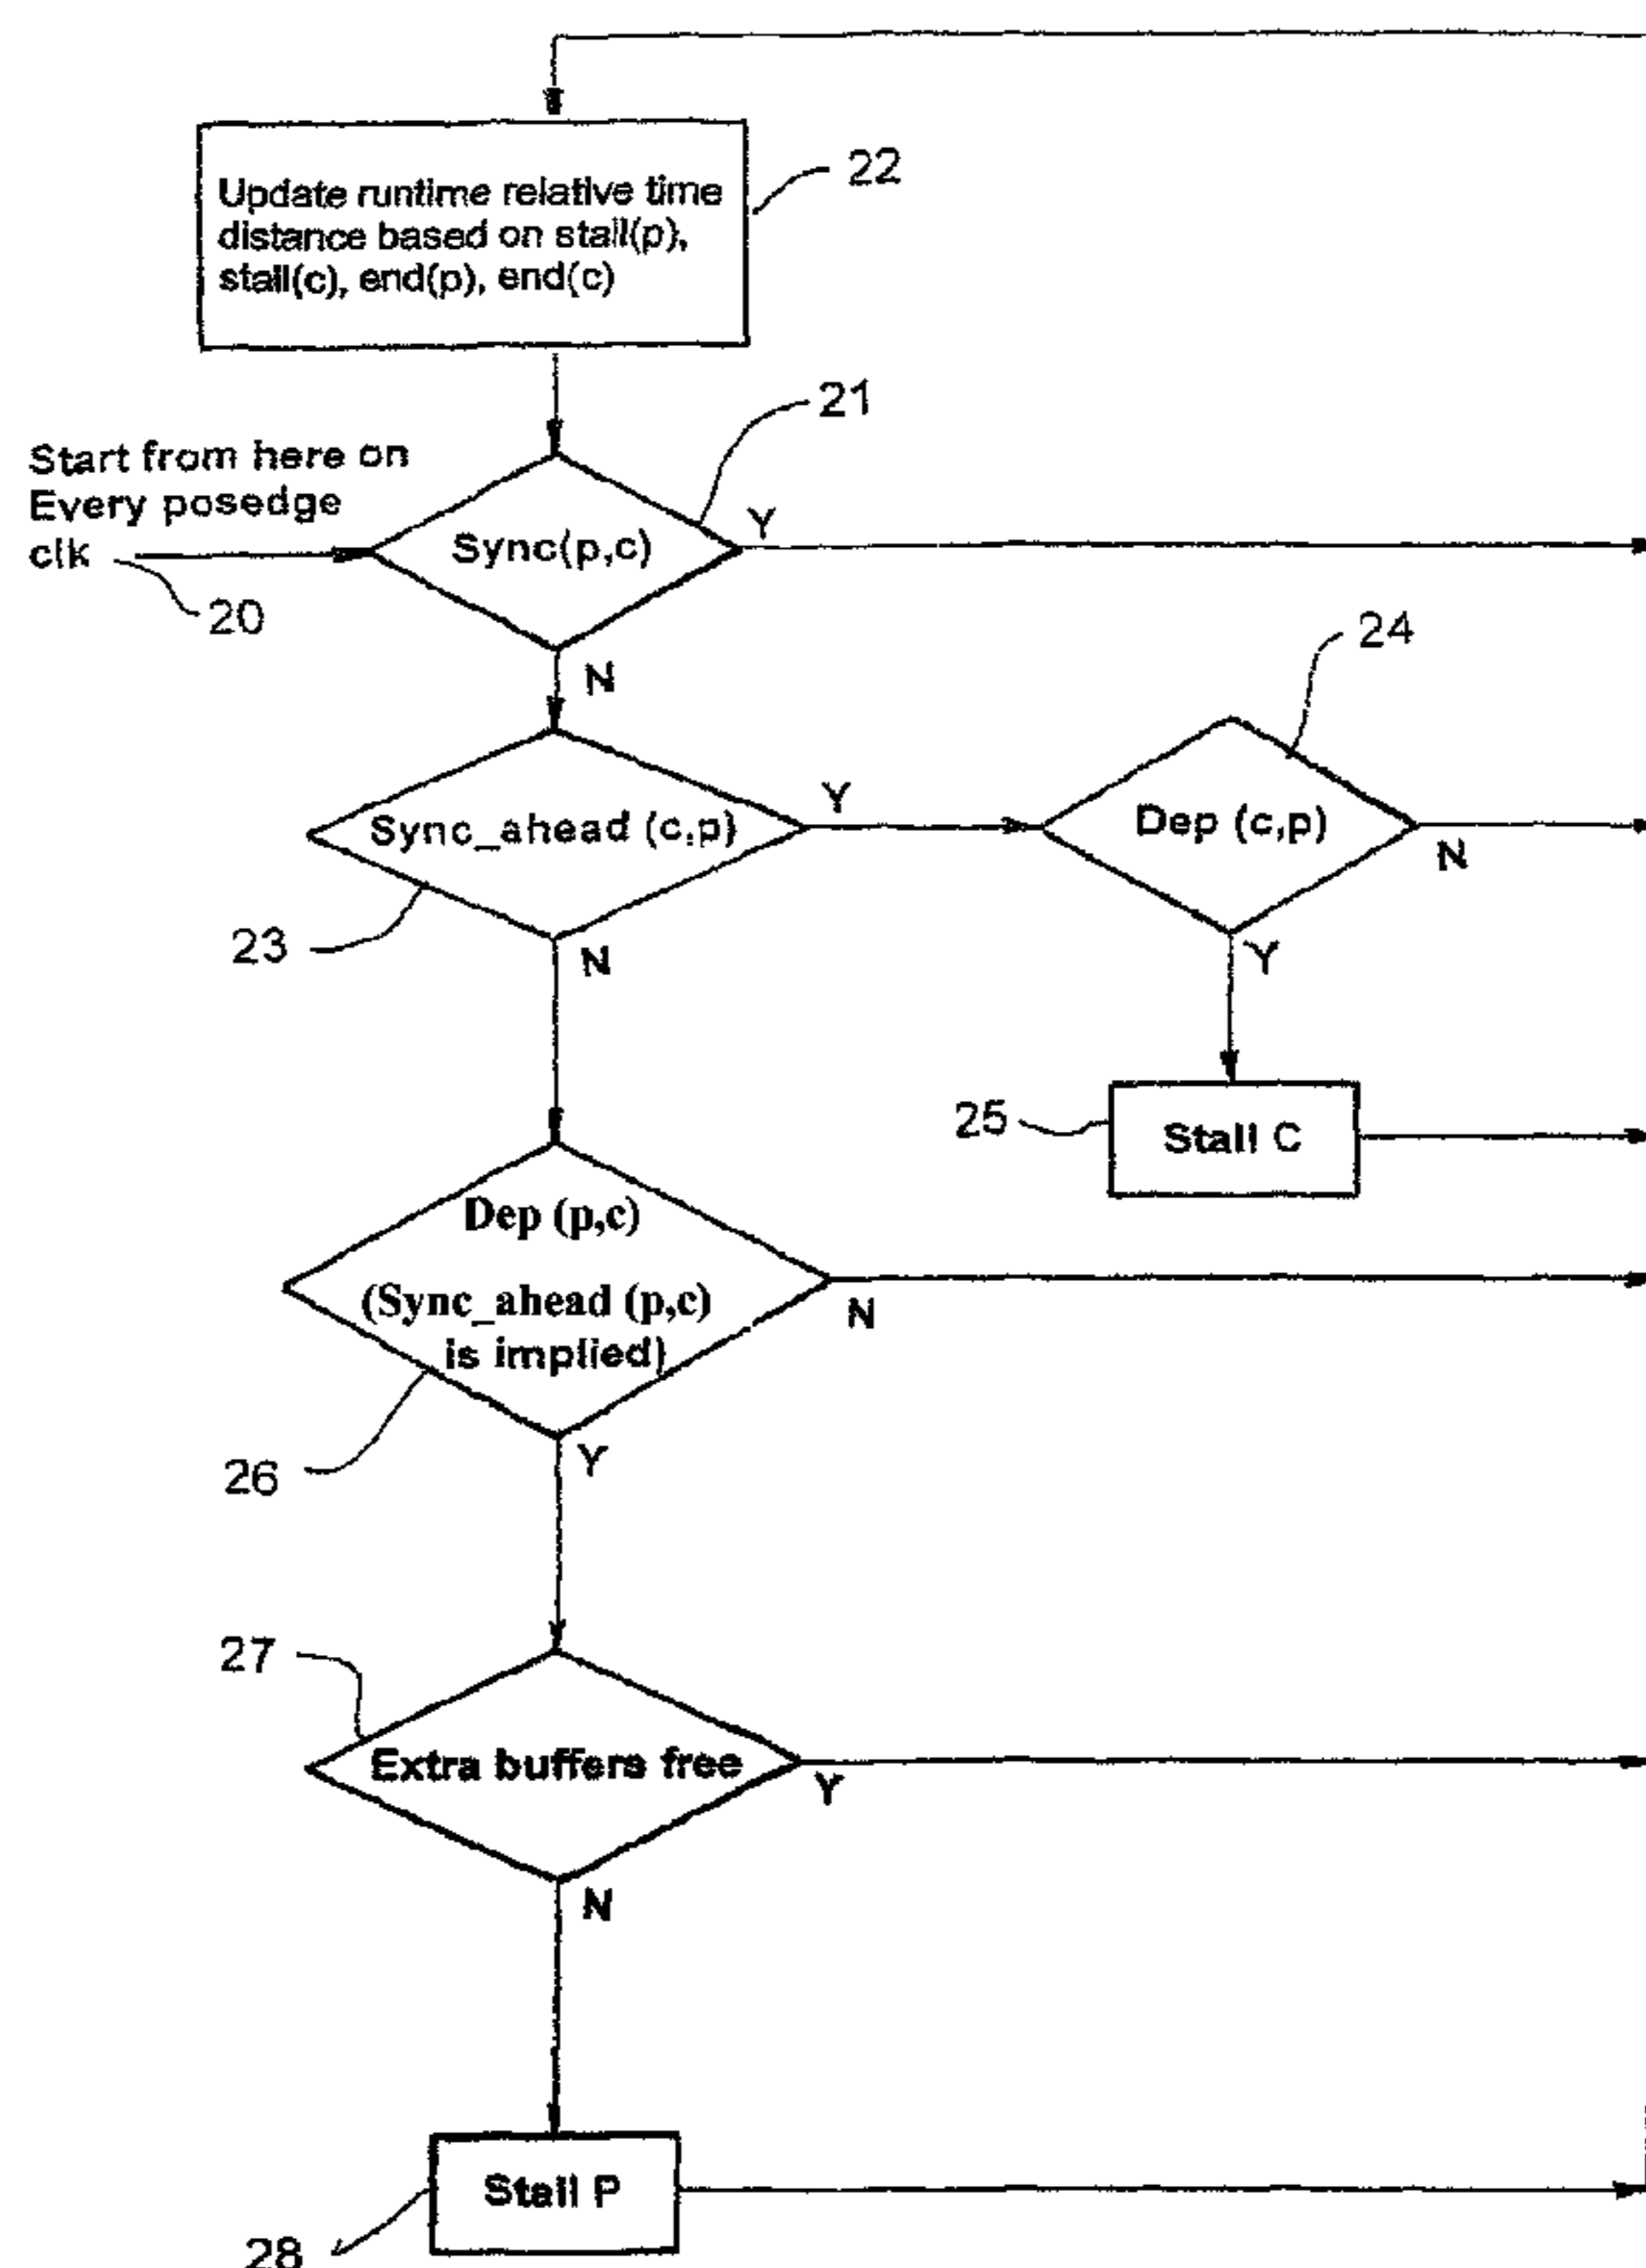 Update runtime relative time
distance based on stall(p),
stall(c), end(p), end(c)
22
21
Start from here on
Every posedge
clk
20
Sync(p,c)
Y
N
24
Sync_ahead (c,p)
Y
Dep (c,p)
N
23
N
Y
25
Stall C
Dep (p,c)
(Sync_ahead (p,c)
is implied)
N
26
Y
27
Extra buffers free
Y
N
Stall P
28